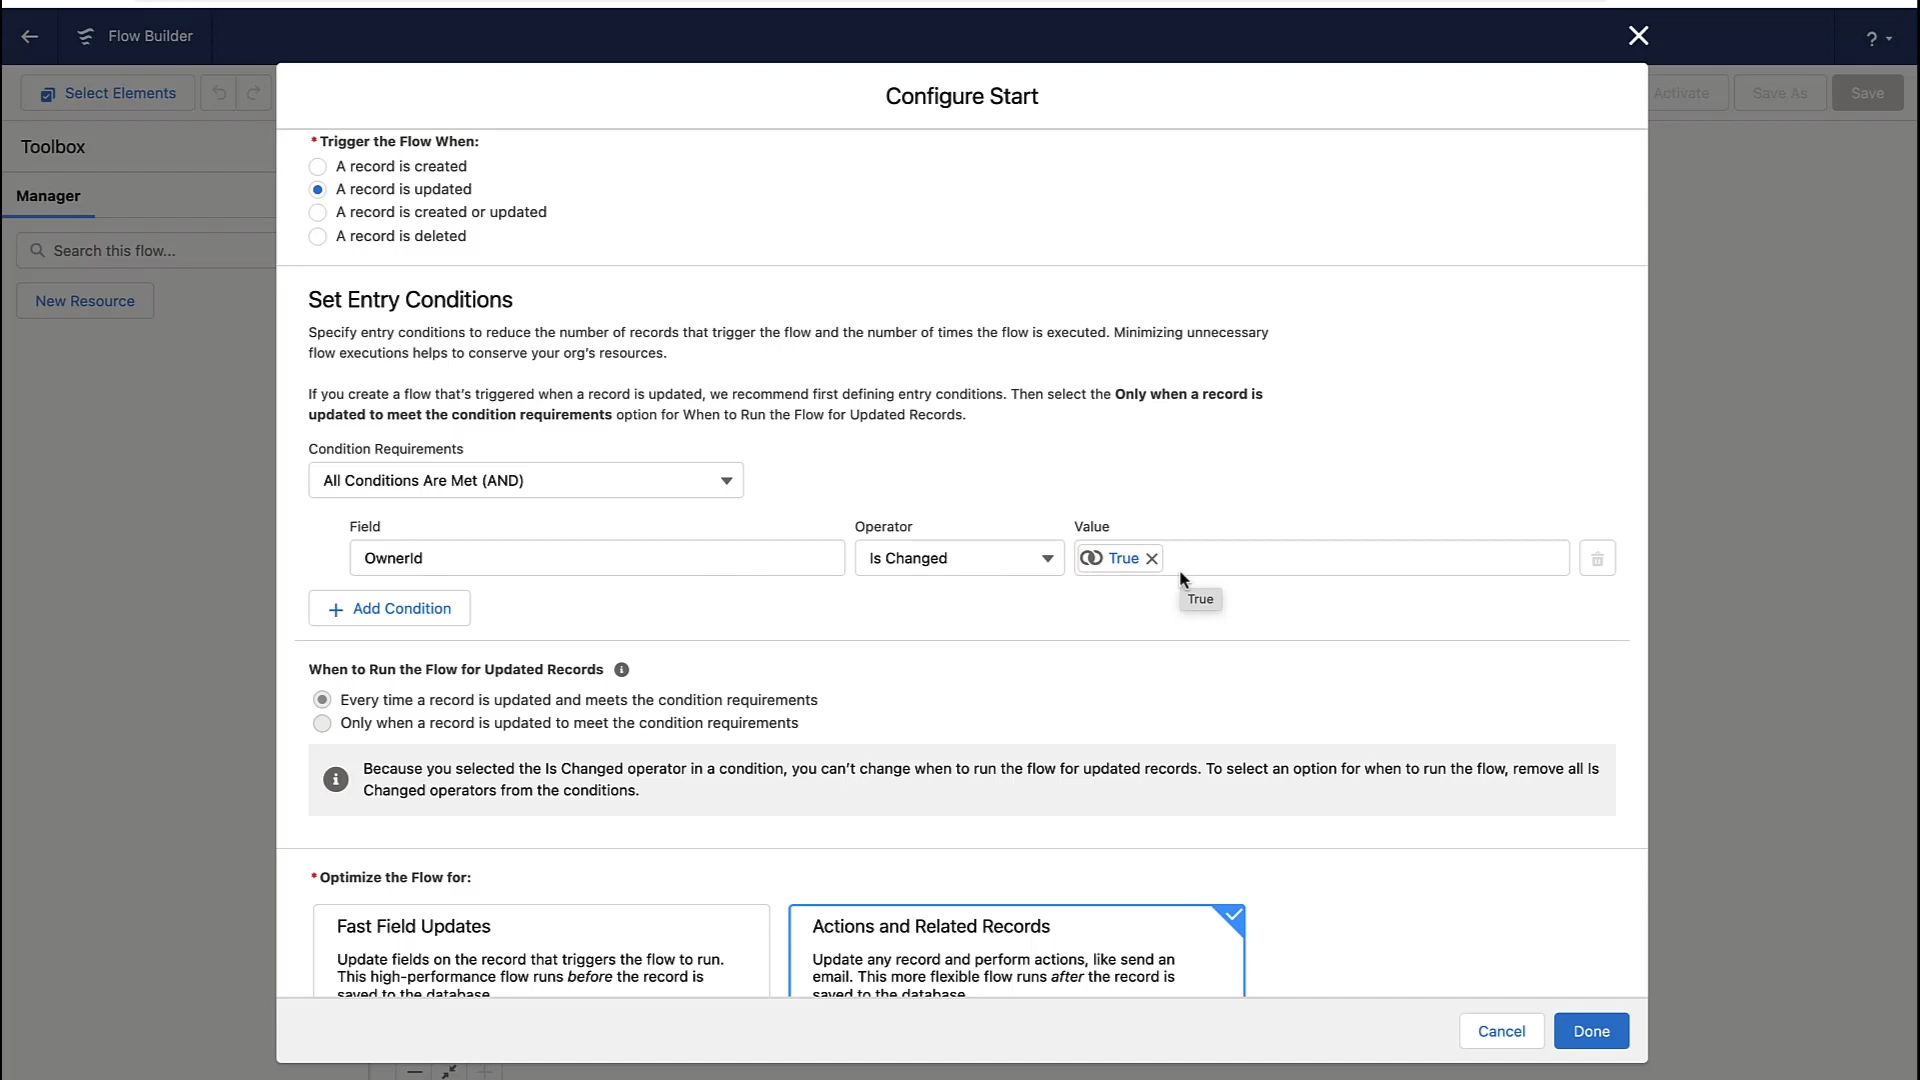 Flow Builder
?
Select Elements
Activate
Save As
Save
Configure Start
Toolbox
Manager
Search this flow...
New Resource
* Trigger the Flow When:
A record is created
A record is updated
A record is created or updated
A record is deleted
Set Entry Conditions
Specify entry conditions to reduce the number of records that trigger the flow and the number of times the flow is executed. Minimizing unnecessary
flow executions helps to conserve your org's resources.
If you create a flow that's triggered when a record is updated, we recommend first defining entry conditions. Then select the Only when a record is
updated to meet the condition requirements option for When to Run the Flow for Updated Records.
Condition Requirements
All Conditions Are Met (AND)
Field Operator Value
OwnerId Is Changed True
True
+ Add Condition
When to Run the Flow for Updated Records
Every time a record is updated and meets the condition requirements
Only when a record is updated to meet the condition requirements
Because you selected the Is Changed operator in a condition, you can't change when to run the flow for updated records. To select an option for when to run the flow, remove all Is
Changed operators from the conditions.
* Optimize the Flow for:
Fast Field Updates
Update fields on the record that triggers the flow to run.
This high-performance flow runs before the record is
saved to the database
Actions and Related Records
Update any record and perform actions, like send an
email. This more flexible flow runs after the record is
saved to the database
Cancel
Done